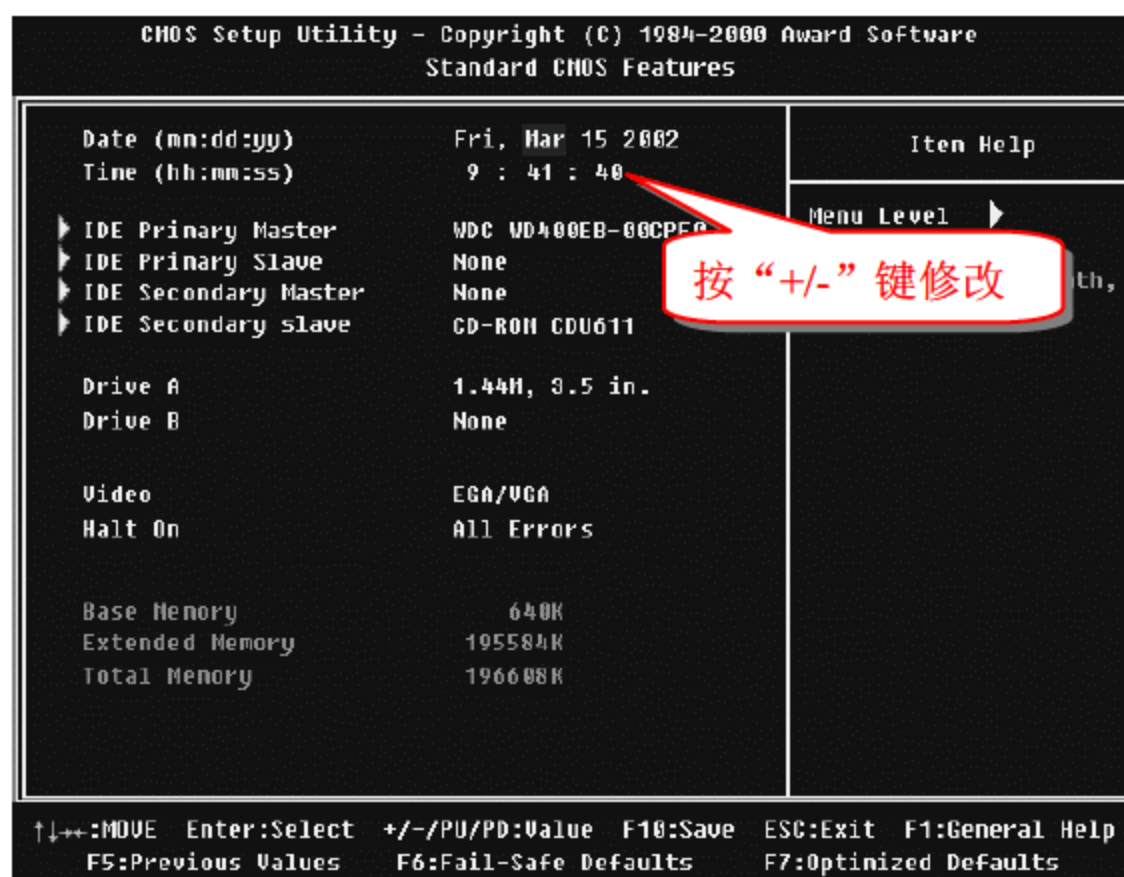 CMOS Setup Utility - Copyright (C) 1984-2000 Award Software
Standard CMOS Features
Date (mm:dd:yy) Fri, Mar 15 2002
Time (hh:mm:ss) 9 : 41 : 40
IDE Primary Master WDC WD400EB-00CPF0
IDE Primary Slave None
IDE Secondary Master None
IDE Secondary slave CD-ROM CDU611
Drive A 1.44M, 3.5 in.
Drive B None
Video EGA/VGA
Halt On All Errors
Base Memory 640K
Extended Memory 195584K
Total Memory 196608K
Item Help
Menu Level
按“+/-”键修改
↑↓→←:MOVE Enter:Select +/-/PU/PD:Value F10:Save ESC:Exit F1:General Help
F5:Previous Values F6:Fail-Safe Defaults F7:Optimized Defaults